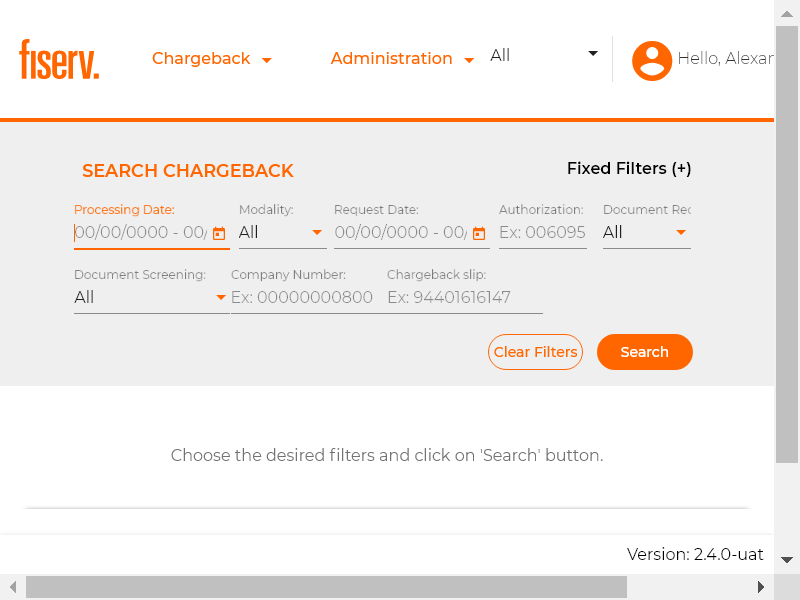 fiserv.
Chargeback
Administration
All
Hello, Alexan
SEARCH CHARGEBACK
Fixed Filters (+)
Processing Date:
Modality:
Request Date:
Authorization:
Document Rec
00/00/0000 - 00/
All
00/00/0000 - 00/
Ex: 006095
All
Document Screening:
Company Number:
Chargeback slip:
All
Ex: 00000000800
Ex: 94401616147
Clear Filters
Search
Choose the desired filters and click on 'Search' button.
Version: 2.4.0-uat